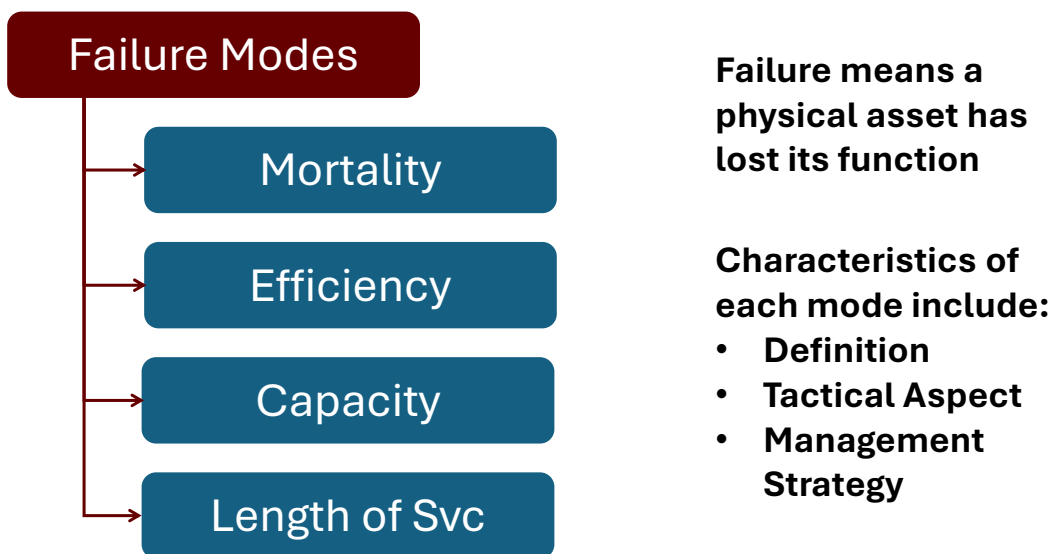 Failure Modes
Mortality
Efficiency
Capacity
Length of Svc
Failure means a
physical asset has
lost its function
Characteristics of
each mode include:
• Definition
• Tactical Aspect
• Management
Strategy